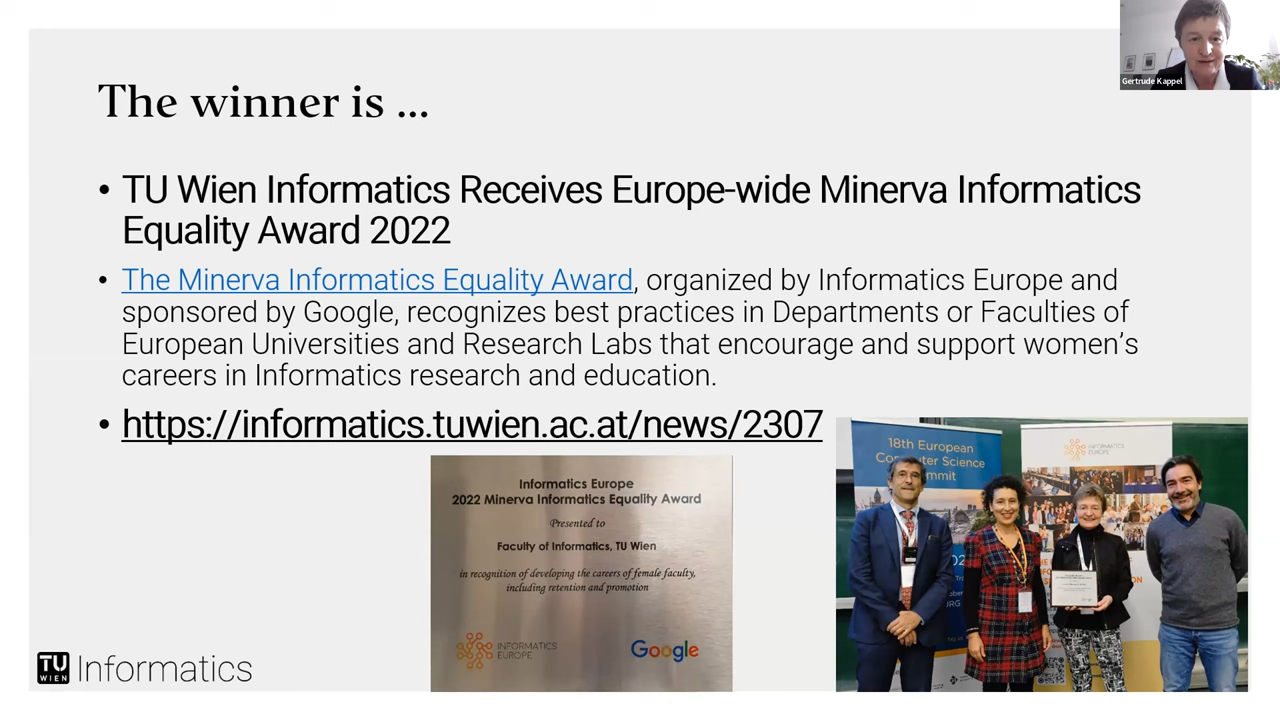 Gertrude Kappel
The winner is ...
• TU Wien Informatics Receives Europe-wide Minerva Informatics
Equality Award 2022
• The Minerva Informatics Equality Award, organized by Informatics Europe and
sponsored by Google, recognizes best practices in Departments or Faculties of
European Universities and Research Labs that encourage and support women's
careers in Informatics research and education.
• https://informatics.tuwien.ac.at/news/2307
Informatics Europe
2022 Minerva Informatics Equality Award
Presented to
Faculty of Informatics, TU Wien
in recognition of developing the careers of female faculty,
including retention and promotion
INFORMATICS
EUROPE
Google
18th European
Computer Science
Summit
INFORMATICS
EUROPE
TU
WIEN
Informatics